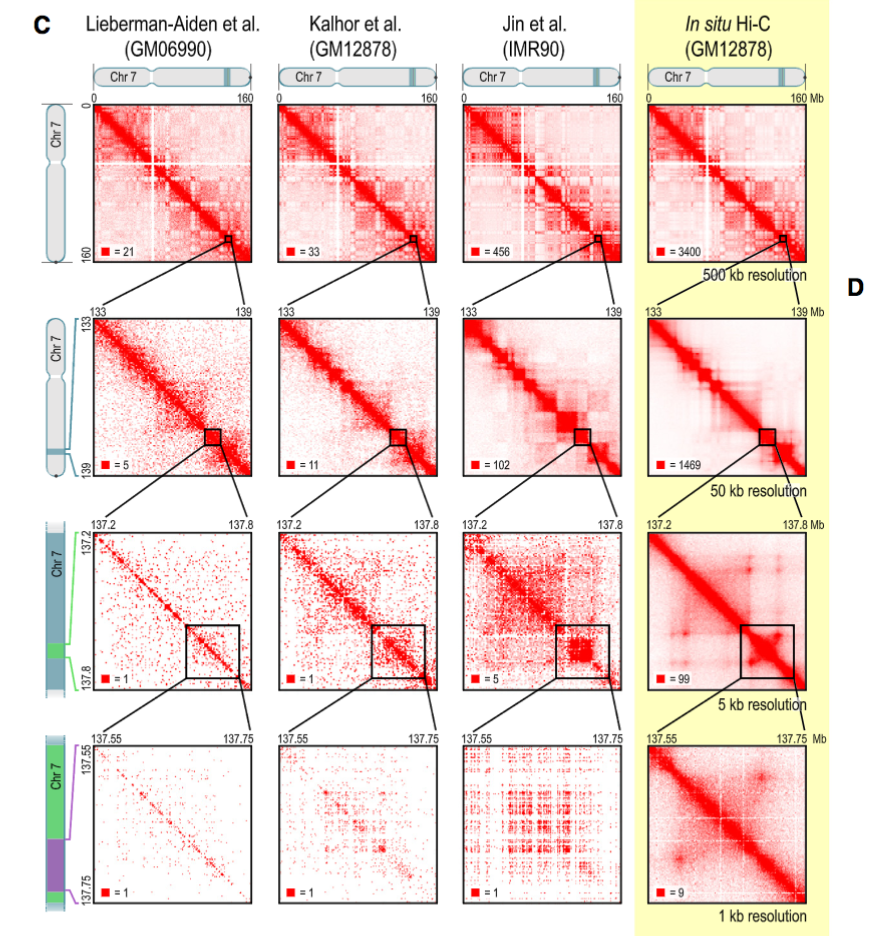 C
Lieberman-Aiden et al.
(GM06990)
Kalhor et al.
(GM12878)
Jin et al.
(IMR90)
In situ Hi-C
(GM12878)
Chr 7
Chr 7
Chr 7
Chr 7
0 160
0 160
0 160
0 160 Mb
Chr 7
0
160
= 21
= 33
= 456
= 3400
500 kb resolution
D
133 139
133 139
133 139
133 139 Mb
Chr 7
133
139
= 5
= 11
= 102
= 1469
50 kb resolution
137.2 137.8
137.2 137.8
137.2 137.8
137.2 137.8 Mb
Chr 7
137.2
137.8
= 1
= 1
= 5
= 99
5 kb resolution
137.55 137.75
137.55 137.75
137.55 137.75
137.55 137.75 Mb
Chr 7
137.55
137.75
= 1
= 1
= 1
= 9
1 kb resolution